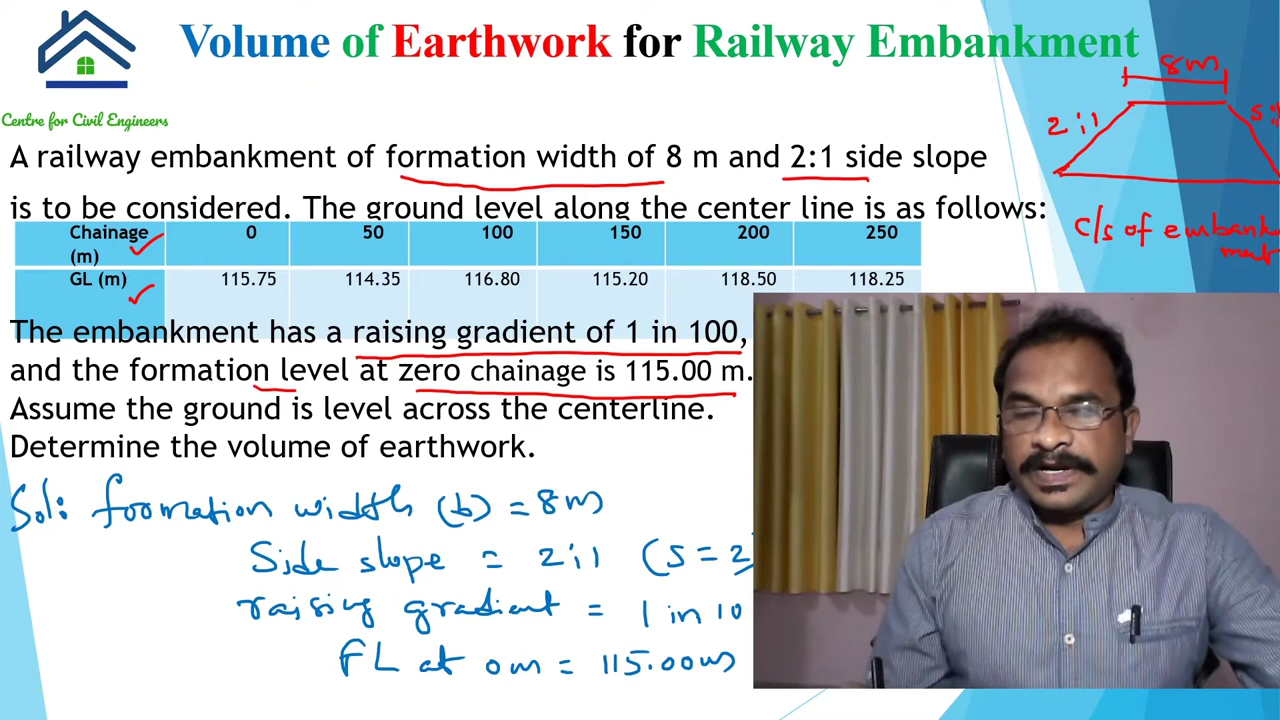 Volume of Earthwork for Railway Embankment
Centre for Civil Engineers
8m
2:1
A railway embankment of formation width of 8 m and 2:1 side slope
is to be considered. The ground level along the center line is as follows:
c/s of embank
ment
Chainage (m) 0 50 100 150 200 250
GL (m) 115.75 114.35 116.80 115.20 118.50 118.25
The embankment has a raising gradient of 1 in 100,
and the formation level at zero chainage is 115.00 m.
Assume the ground is level across the centerline.
Determine the volume of earthwork.
Sol: formation width (b) = 8m
Side slope = 2:1 (S = 2
raising gradient = 1 in 10
FL at 0m = 115.00m